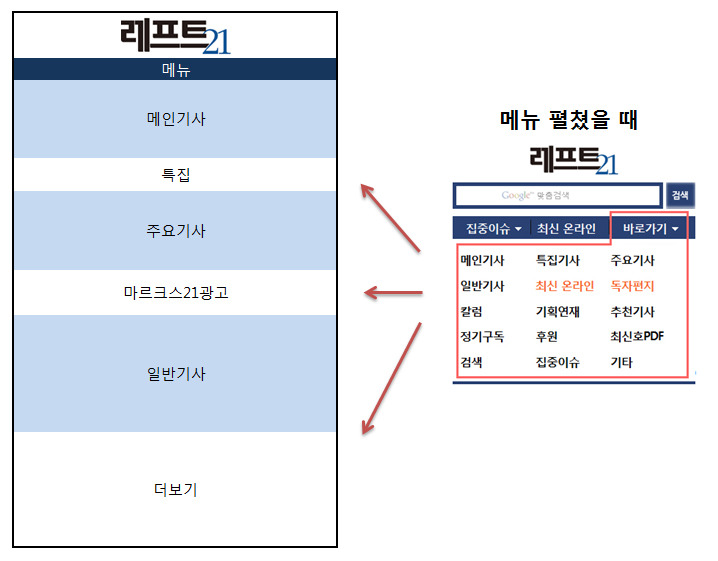 레프트21
메뉴
메인기사
특집
주요기사
마르크스21광고
일반기사
더보기
메뉴 펼쳤을 때
레프트21
Google™ 맞춤검색 검색
집중이슈 최신 온라인 바로가기
메인기사 특집기사 주요기사
일반기사 최신 온라인 독자편지
칼럼 기획연재 추천기사
정기구독 후원 최신호PDF
검색 집중이슈 기타